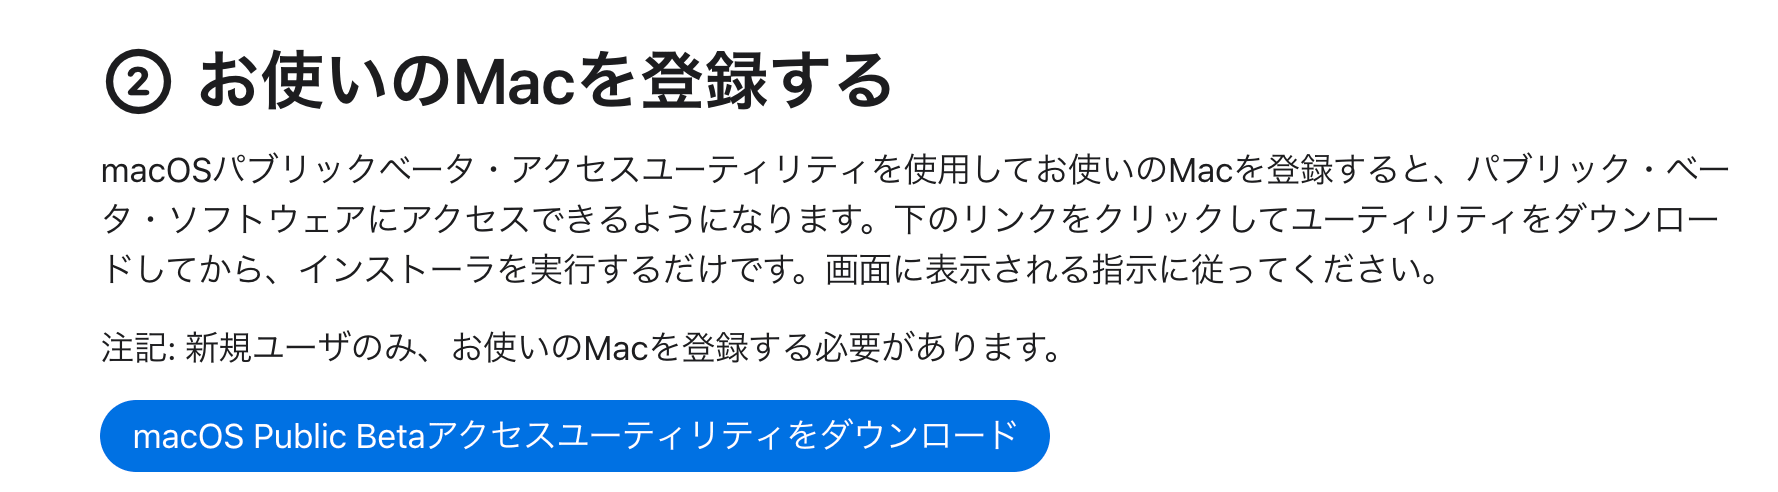 ② お使いのMacを登録する
macOSパブリックベータ・アクセスユーティリティを使用してお使いのMacを登録すると、パブリック・ベー
タ・ソフトウェアにアクセスできるようになります。下のリンクをクリックしてユーティリティをダウンロー
ドしてから、インストーラを実行するだけです。画面に表示される指示に従ってください。
注記: 新規ユーザのみ、お使いのMacを登録する必要があります。
macOS Public Betaアクセスユーティリティをダウンロード